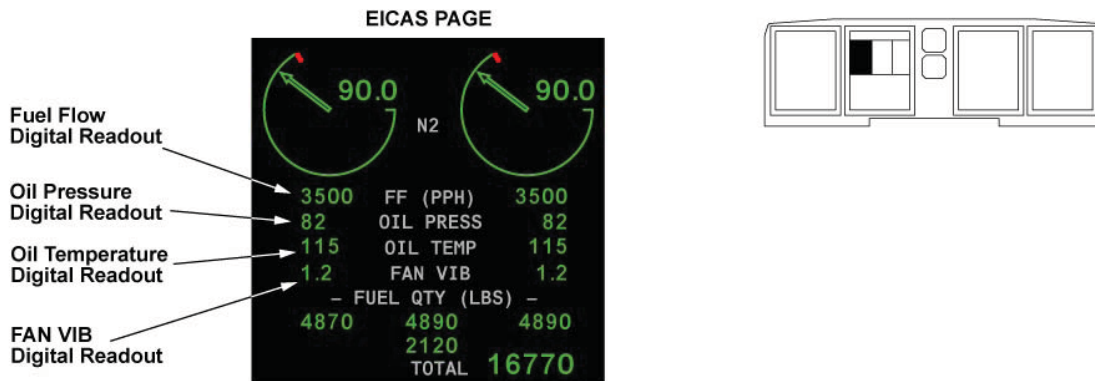 EICAS PAGE
90.0 90.0
N2
Fuel Flow
Digital Readout
3500 FF (PPH) 3500
Oil Pressure
Digital Readout
82 OIL PRESS 82
Oil Temperature
Digital Readout
115 OIL TEMP 115
1.2 FAN VIB 1.2
– FUEL QTY (LBS) –
4870 4890 4890
FAN VIB
Digital Readout
2120
TOTAL 16770